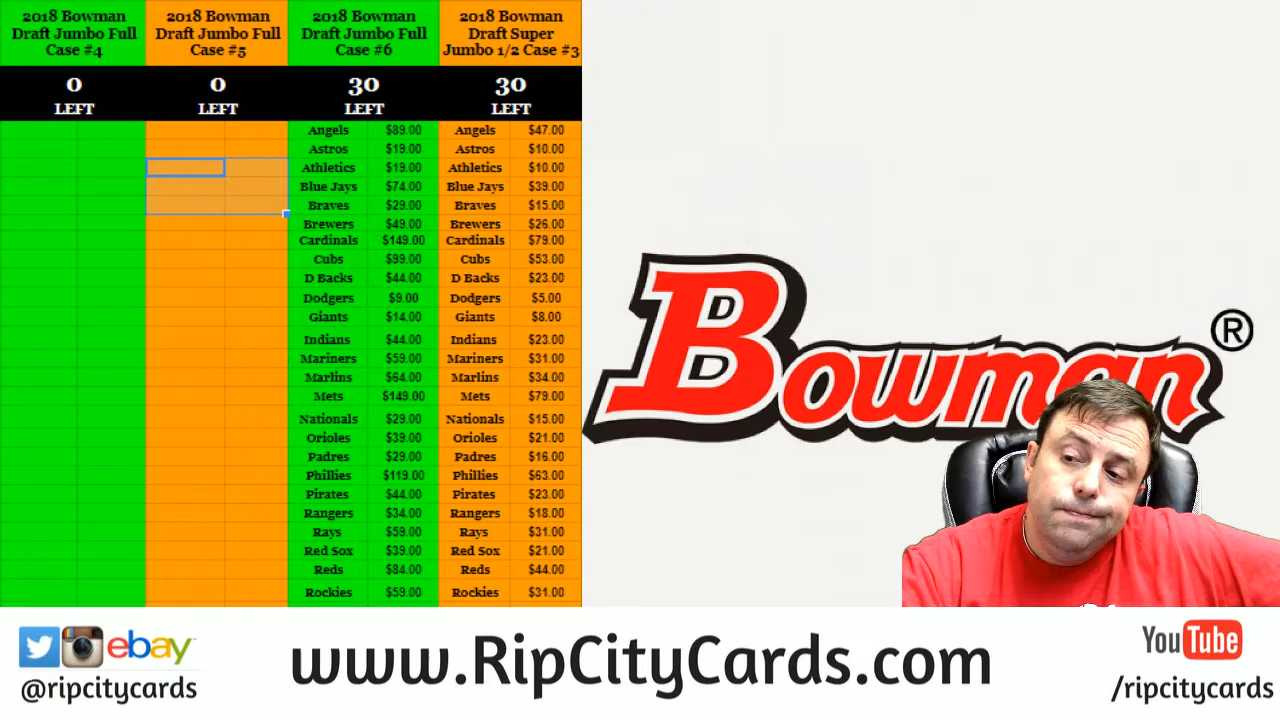 2018 Bowman
Draft Jumbo Full
Case #4
0
LEFT
2018 Bowman
Draft Jumbo Full
Case #5
0
LEFT
2018 Bowman
Draft Jumbo Full
Case #6
30
LEFT
2018 Bowman
Draft Super
Jumbo 1/2 Case #3
30
LEFT
Angels $89.00 Angels $47.00
Astros $19.00 Astros $10.00
Athletics $19.00 Athletics $10.00
Blue Jays $74.00 Blue Jays $39.00
Braves $29.00 Braves $15.00
Brewers $49.00 Brewers $26.00
Cardinals $149.00 Cardinals $79.00
Cubs $99.00 Cubs $53.00
D Backs $44.00 D Backs $23.00
Dodgers $9.00 Dodgers $5.00
Giants $14.00 Giants $8.00
Indians $44.00 Indians $23.00
Mariners $59.00 Mariners $31.00
Marlins $64.00 Marlins $34.00
Mets $149.00 Mets $79.00
Nationals $29.00 Nationals $15.00
Orioles $39.00 Orioles $21.00
Padres $29.00 Padres $16.00
Phillies $119.00 Phillies $63.00
Pirates $44.00 Pirates $23.00
Rangers $34.00 Rangers $18.00
Rays $59.00 Rays $31.00
Red Sox $39.00 Red Sox $21.00
Reds $84.00 Reds $44.00
Rockies $59.00 Rockies $31.00
Bowman®
ebay™
@ripcitycards
www.RipCityCards.com
YouTube
/ripcitycards